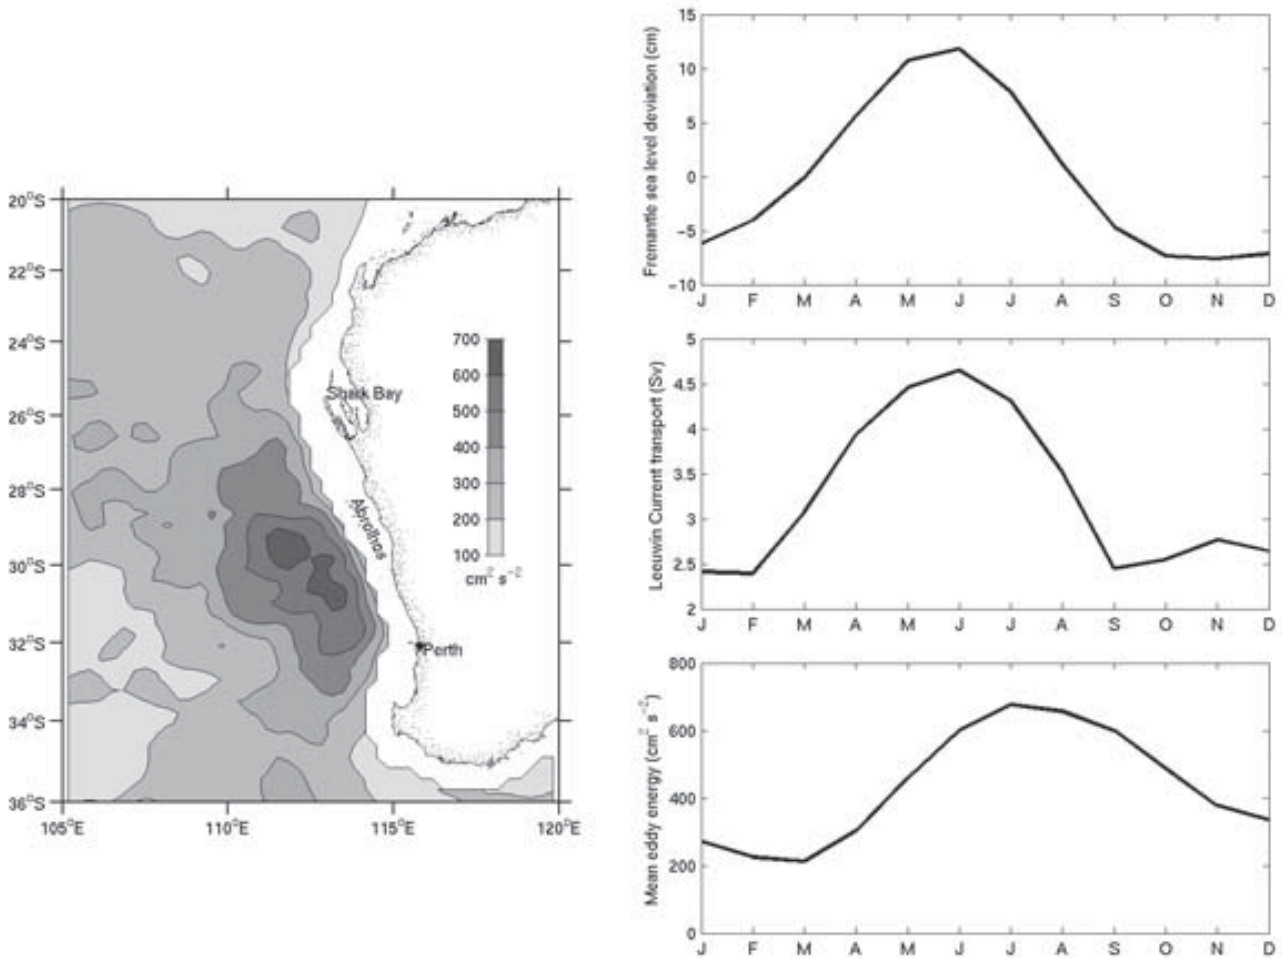 20°S
22°S
24°S
26°S
28°S
30°S
32°S
34°S
36°S
105°E
110°E
115°E
120°E
Shark Bay
Abrolhos
Perth
700
600
500
400
300
200
100
cm² s⁻²
Fremantle sea level deviation (cm)
15
10
5
0
−5
−10
J F M A M J J A S O N D
Leeuwin Current transport (Sv)
5
4.5
4
3.5
3
2.5
2
J F M A M J J A S O N D
Mean eddy energy (cm² s⁻²)
800
600
400
200
0
J F M A M J J A S O N D